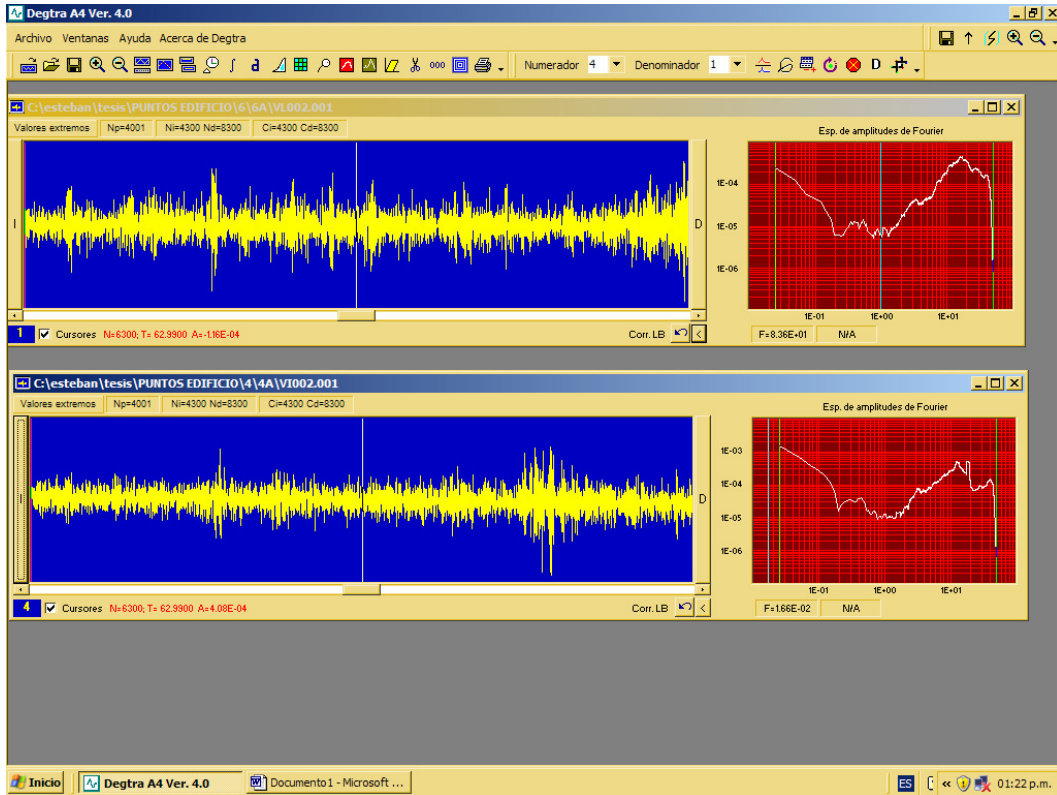 Degtra A4 Ver. 4.0
Archivo Ventanas Ayuda Acerca de Degtra
Numerador 4 Denominador 1 D
C:\esteban\tesis\PUNTOS EDIFICIO\6\6A\VL002.001
Valores extremos Np=4001 Ni=4300 Nd=8300 Ci=4300 Cd=8300
Esp. de amplitudes de Fourier
I
D
1E-04
1E-05
1E-06
1E-01 1E+00 1E+01
1 Cursores N=6300; T= 62.9900 A=-1.16E-04 Corr. LB <
F=8.36E+01 N/A
C:\esteban\tesis\PUNTOS EDIFICIO\4\4A\VI002.001
Valores extremos Np=4001 Ni=4300 Nd=8300 Ci=4300 Cd=8300
Esp. de amplitudes de Fourier
I
D
1E-03
1E-04
1E-05
1E-06
1E-01 1E+00 1E+01
4 Cursores N=6300; T= 62.9900 A=4.08E-04 Corr. LB <
F=1.66E-02 N/A
Inicio Degtra A4 Ver. 4.0 Documento1 - Microsoft ... ES « 01:22 p.m.